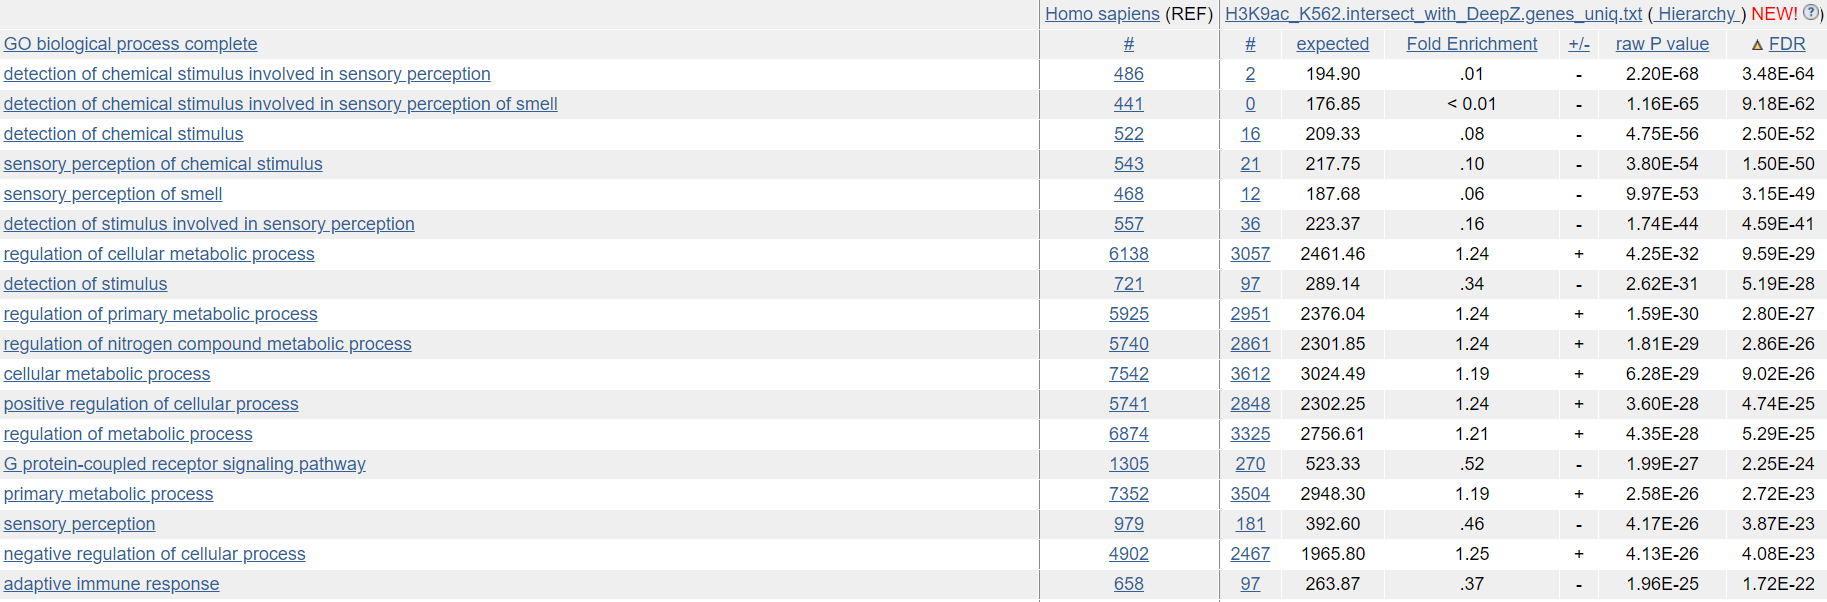 Homo sapiens (REF) H3K9ac_K562.intersect_with_DeepZ.genes_uniq.txt ( Hierarchy ) NEW! ?)
GO biological process complete # # expected Fold Enrichment +/- raw P value ▲ FDR
detection of chemical stimulus involved in sensory perception 486 2 194.90 .01 - 2.20E-68 3.48E-64
detection of chemical stimulus involved in sensory perception of smell 441 0 176.85 < 0.01 - 1.16E-65 9.18E-62
detection of chemical stimulus 522 16 209.33 .08 - 4.75E-56 2.50E-52
sensory perception of chemical stimulus 543 21 217.75 .10 - 3.80E-54 1.50E-50
sensory perception of smell 468 12 187.68 .06 - 9.97E-53 3.15E-49
detection of stimulus involved in sensory perception 557 36 223.37 .16 - 1.74E-44 4.59E-41
regulation of cellular metabolic process 6138 3057 2461.46 1.24 + 4.25E-32 9.59E-29
detection of stimulus 721 97 289.14 .34 - 2.62E-31 5.19E-28
regulation of primary metabolic process 5925 2951 2376.04 1.24 + 1.59E-30 2.80E-27
regulation of nitrogen compound metabolic process 5740 2861 2301.85 1.24 + 1.81E-29 2.86E-26
cellular metabolic process 7542 3612 3024.49 1.19 + 6.28E-29 9.02E-26
positive regulation of cellular process 5741 2848 2302.25 1.24 + 3.60E-28 4.74E-25
regulation of metabolic process 6874 3325 2756.61 1.21 + 4.35E-28 5.29E-25
G protein-coupled receptor signaling pathway 1305 270 523.33 .52 - 1.99E-27 2.25E-24
primary metabolic process 7352 3504 2948.30 1.19 + 2.58E-26 2.72E-23
sensory perception 979 181 392.60 .46 - 4.17E-26 3.87E-23
negative regulation of cellular process 4902 2467 1965.80 1.25 + 4.13E-26 4.08E-23
adaptive immune response 658 97 263.87 .37 - 1.96E-25 1.72E-22